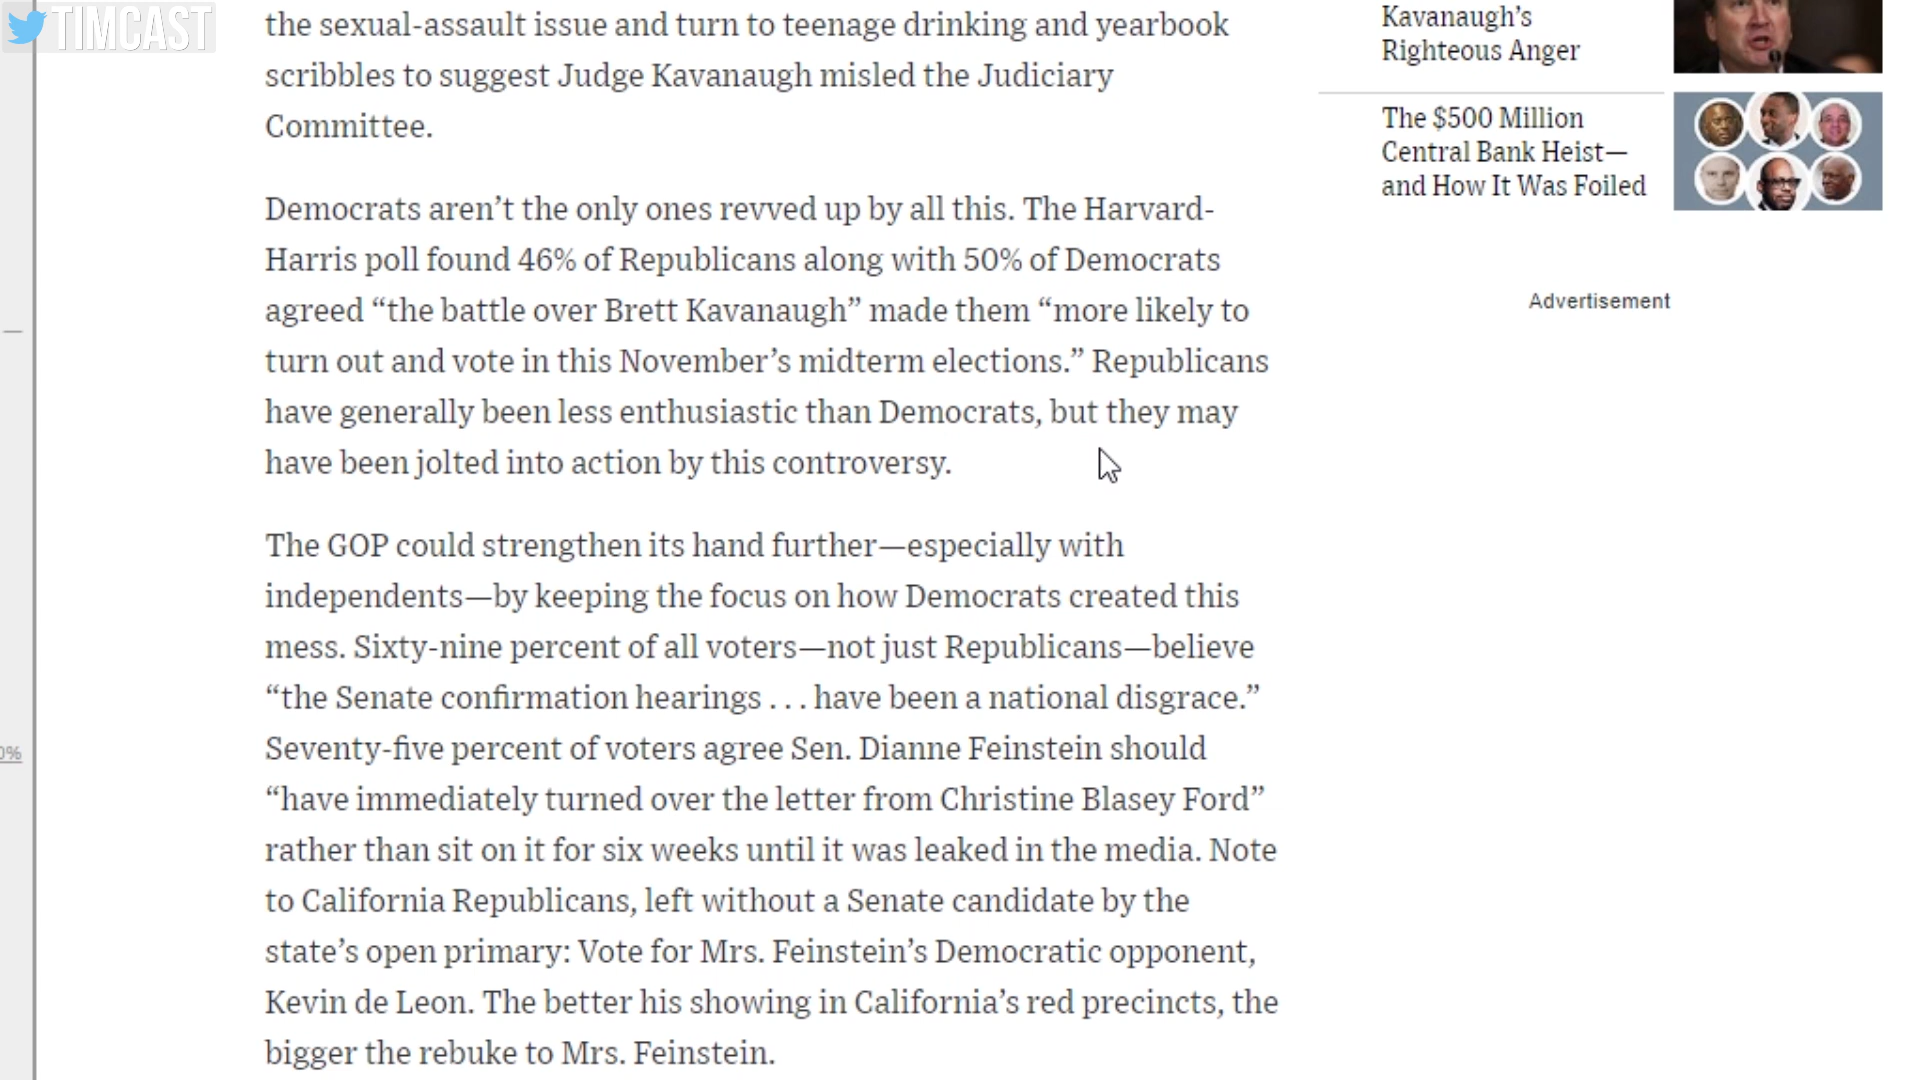 TIMCAST
the sexual-assault issue and turn to teenage drinking and yearbook
scribbles to suggest Judge Kavanaugh misled the Judiciary
Committee.
Democrats aren’t the only ones revved up by all this. The Harvard-
Harris poll found 46% of Republicans along with 50% of Democrats
agreed “the battle over Brett Kavanaugh” made them “more likely to
turn out and vote in this November’s midterm elections.” Republicans
have generally been less enthusiastic than Democrats, but they may
have been jolted into action by this controversy.
The GOP could strengthen its hand further—especially with
independents—by keeping the focus on how Democrats created this
mess. Sixty-nine percent of all voters—not just Republicans—believe
“the Senate confirmation hearings . . . have been a national disgrace.”
Seventy-five percent of voters agree Sen. Dianne Feinstein should
“have immediately turned over the letter from Christine Blasey Ford”
rather than sit on it for six weeks until it was leaked in the media. Note
to California Republicans, left without a Senate candidate by the
state’s open primary: Vote for Mrs. Feinstein’s Democratic opponent,
Kevin de Leon. The better his showing in California’s red precincts, the
bigger the rebuke to Mrs. Feinstein.
Kavanaugh’s
Righteous Anger
The $500 Million
Central Bank Heist—
and How It Was Foiled
Advertisement
0%